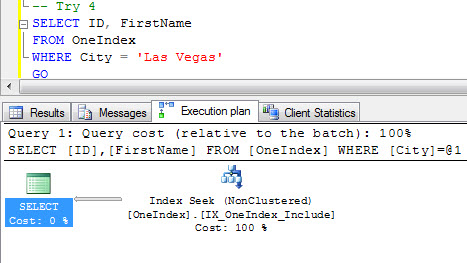 -- Try 4
SELECT ID, FirstName
FROM OneIndex
WHERE City = 'Las Vegas'
GO
Results Messages Execution plan Client Statistics
Query 1: Query cost (relative to the batch): 100%
SELECT [ID],[FirstName] FROM [OneIndex] WHERE [City]=@1
SELECT
Cost: 0 %
Index Seek (NonClustered)
[OneIndex].[IX_OneIndex_Include]
Cost: 100 %